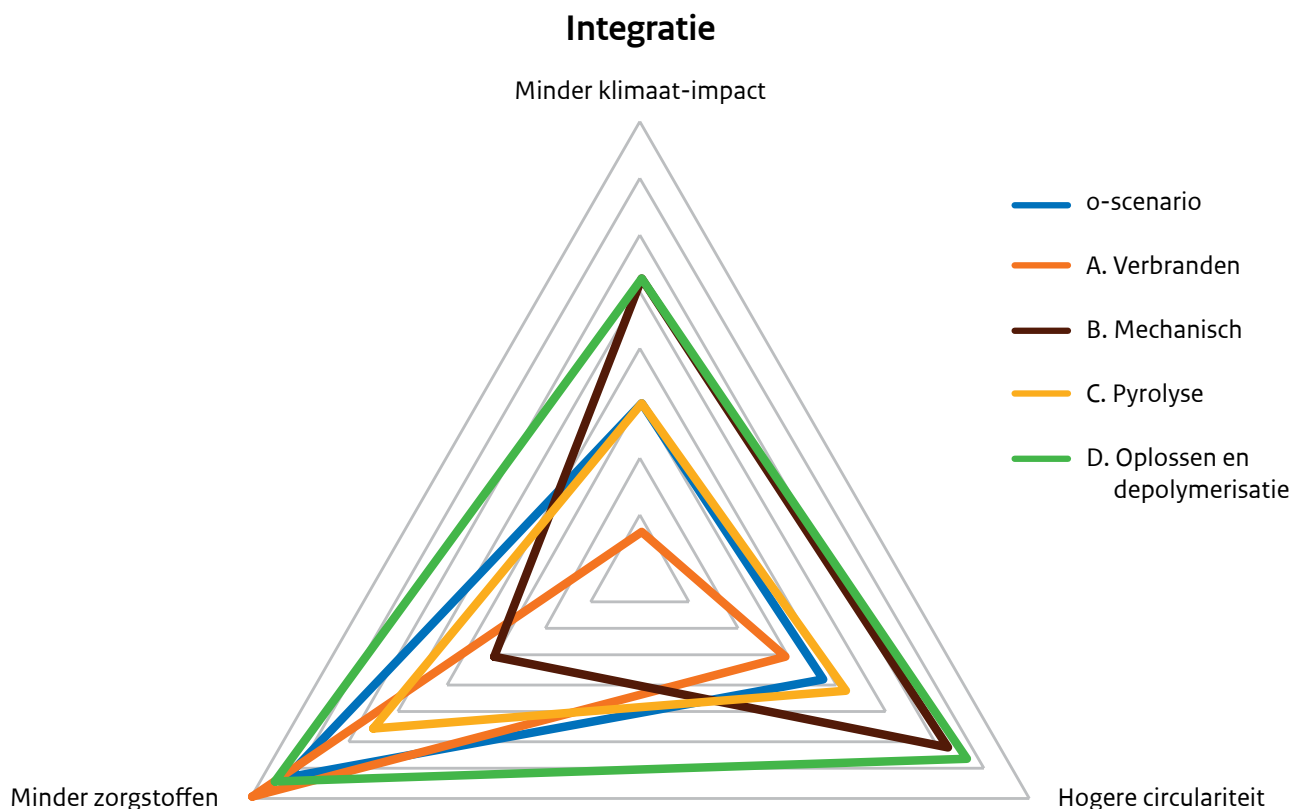 Integratie
Minder klimaat-impact
o-scenario
A. Verbranden
B. Mechanisch
C. Pyrolyse
D. Oplossen en
depolymerisatie
Minder zorgstoffen
Hogere circulariteit